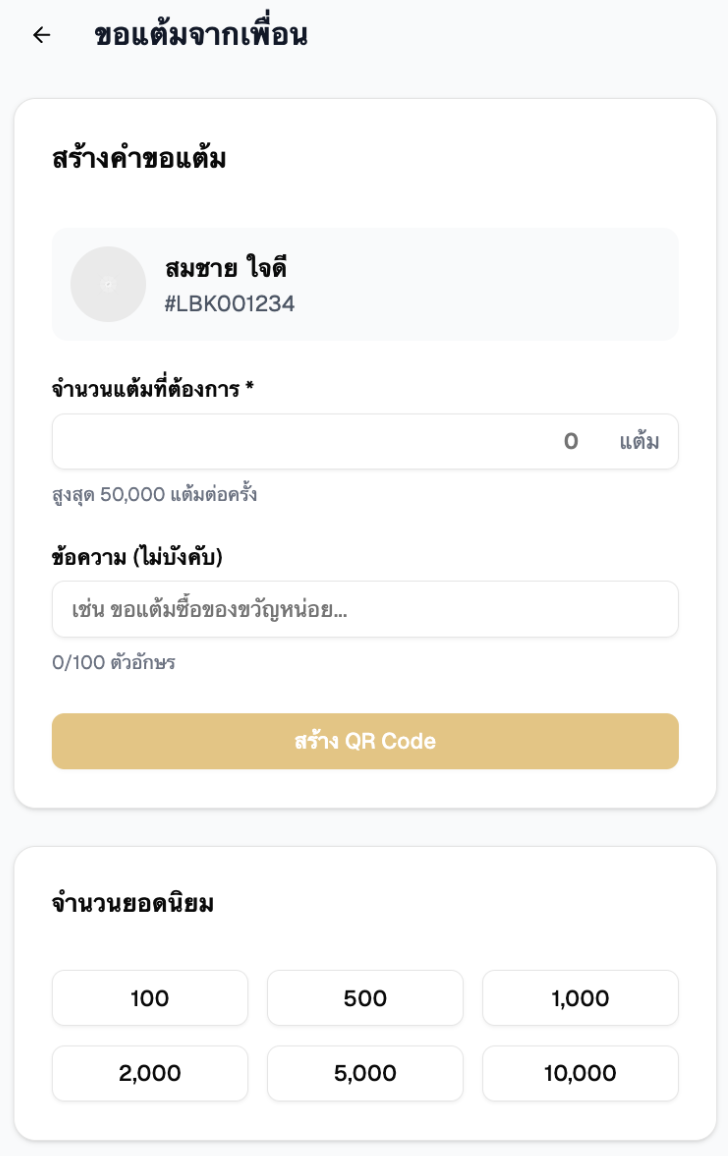 ขอแต้มจากเพื่อน
สร้างคำขอแต้ม
สมชาย ใจดี
#LBK001234
จำนวนแต้มที่ต้องการ *
0 แต้ม
สูงสุด 50,000 แต้มต่อครั้ง
ข้อความ (ไม่บังคับ)
เช่น ขอแต้มซื้อของขวัญหน่อย...
0/100 ตัวอักษร
สร้าง QR Code
จำนวนยอดนิยม
100 500 1,000
2,000 5,000 10,000